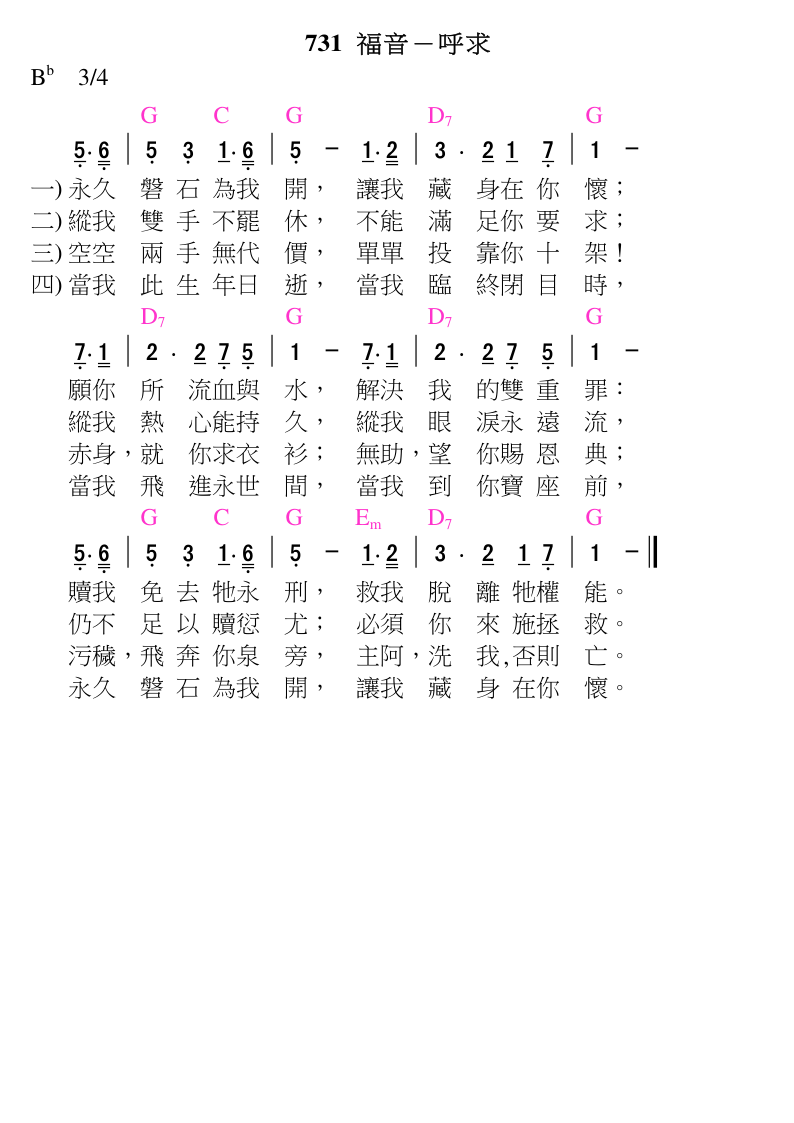 731 福音－呼求
B♭ 3/4
G C G D7 G
5·6 | 5 3 1·6 | 5 － 1·2 | 3 · 2 1 7 | 1 －
一) 永久 磐 石 為我 開， 讓我 藏 身在 你 懷；
二) 縱我 雙 手 不罷 休， 不能 滿 足你 要 求；
三) 空空 兩 手 無代 價， 單單 投 靠你 十 架！
四) 當我 此 生 年日 逝， 當我 臨 終閉 目 時，
D7 G D7 G
7·1 | 2 · 2 7 5 | 1 － 7·1 | 2 · 2 7 5 | 1 －
願你 所 流血與 水， 解決 我 的雙 重 罪：
縱我 熱 心能持 久， 縱我 眼 淚永 遠 流，
赤身，就 你求衣 衫； 無助，望 你賜 恩 典；
當我 飛 進永世 間， 當我 到 你寶 座 前，
G C G Em D7 G
5·6 | 5 3 1·6 | 5 － 1·2 | 3 · 2 1 7 | 1 － ‖
贖我 免 去 牠永 刑， 救我 脫 離 牠權 能。
仍不 足 以 贖愆 尤； 必須 你 來 施拯 救。
污穢，飛 奔 你泉 旁， 主阿，洗 我,否則 亡。
永久 磐 石 為我 開， 讓我 藏 身 在你 懷。